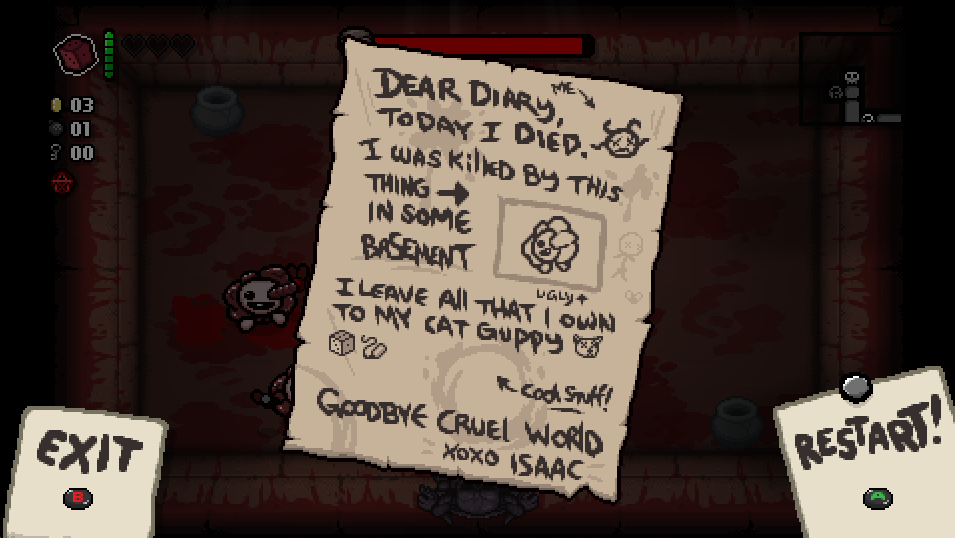 03
01
00
DEAR DIARY,
ME
TODAY I DIED.
I WAS KillED BY THIS
THING
IN SOME
BASEMENT
UGLY
I LEAVE All THAT I OWN
TO MY CAT GUPPY
Cool Stuff!
GOODBYE CRUEL WORLD
XOXO ISAAC
EXIT
B
RESTART!
A